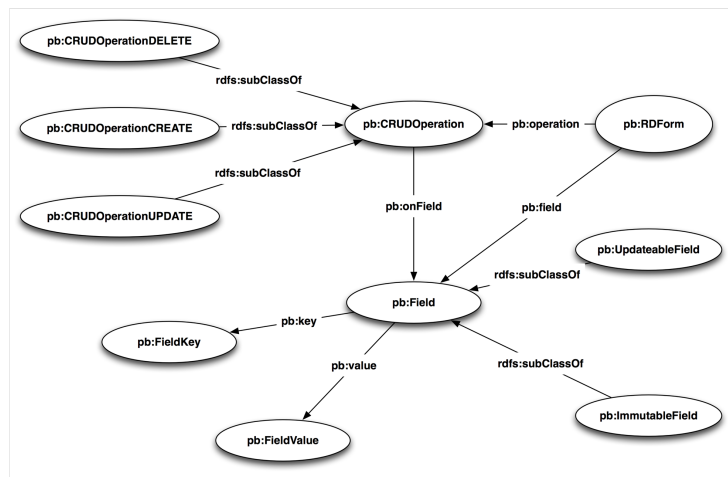 pb:CRUDOperationDELETE
rdfs:subClassOf
pb:CRUDOperationCREATE
rdfs:subClassOf
pb:CRUDOperation
pb:operation
pb:RDForm
rdfs:subClassOf
pb:CRUDOperationUPDATE
pb:onField
pb:field
pb:UpdateableField
rdfs:subClassOf
pb:Field
pb:key
pb:FieldKey
pb:value
rdfs:subClassOf
pb:ImmutableField
pb:FieldValue